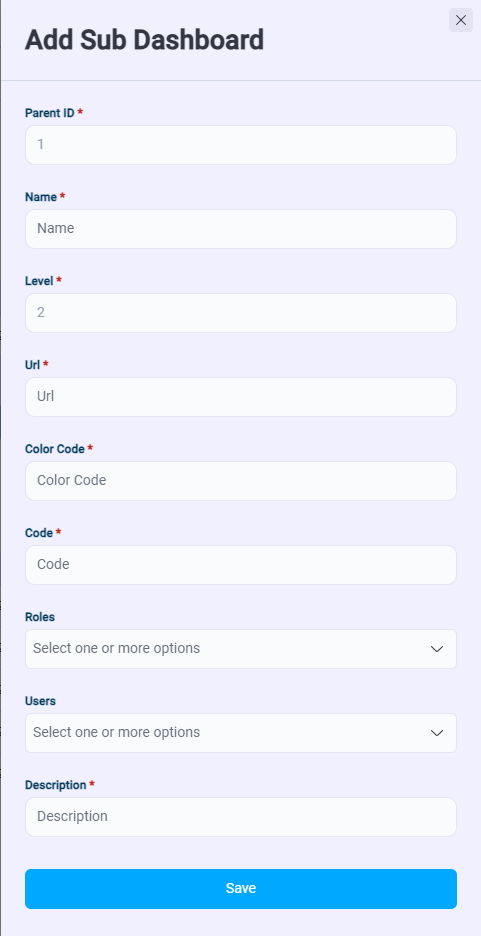 Add Sub Dashboard
Parent ID *
1
Name *
Name
Level *
2
Url *
Url
Color Code *
Color Code
Code *
Code
Roles
Select one or more options
Users
Select one or more options
Description *
Description
Save